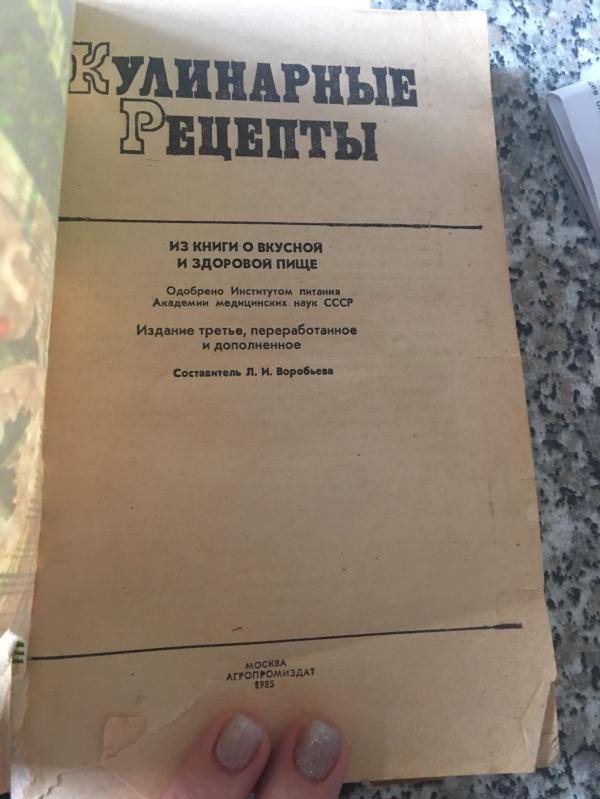 Кулинарные
Рецепты
ИЗ КНИГИ О ВКУСНОЙ
И ЗДОРОВОЙ ПИЩЕ
Одобрено Институтом питания
Академии медицинских наук СССР
Издание третье, переработанное
и дополненное
Составитель Л. И. Воробьева
МОСКВА
АГРОПРОМИЗДАТ
1985